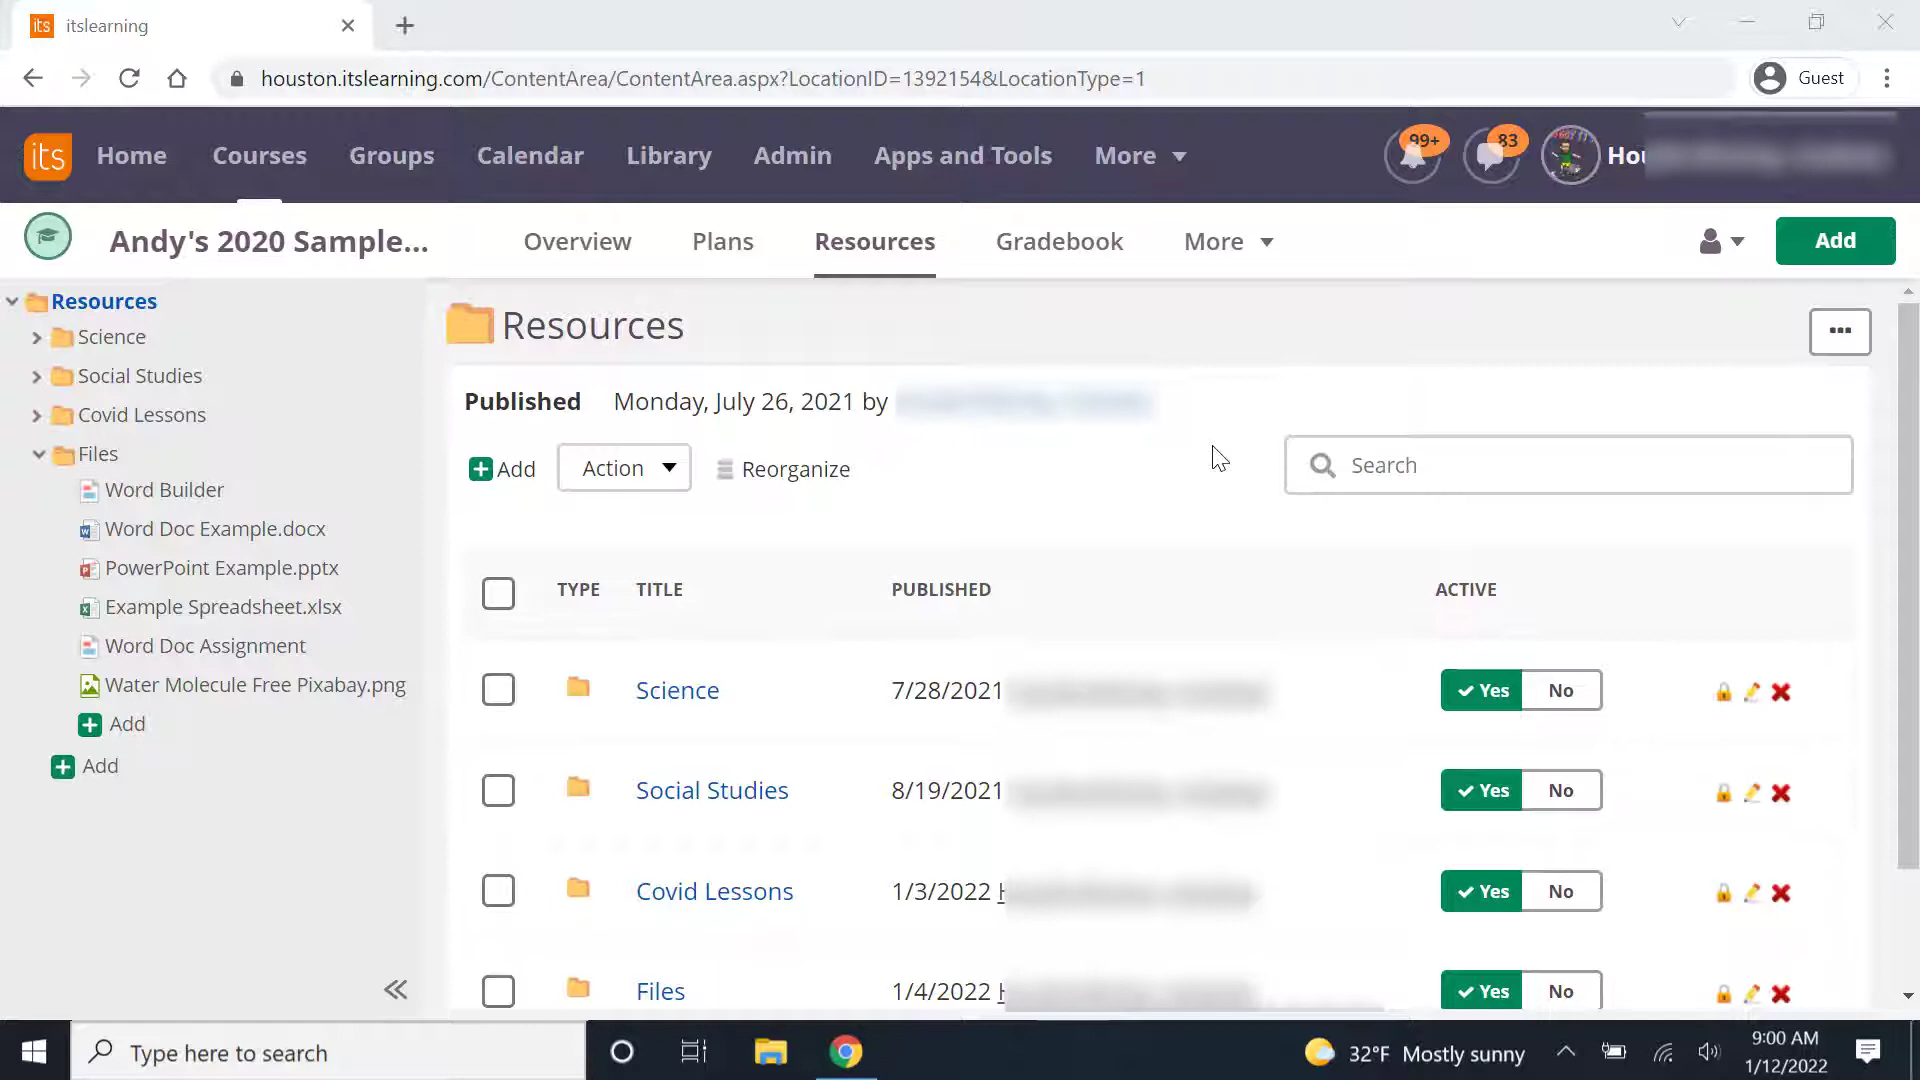 its itslearning
houston.itslearning.com/ContentArea/ContentArea.aspx?LocationID=1392154&LocationType=1 Guest
its Home Courses Groups Calendar Library Admin Apps and Tools More 99+ 83 Hou
Andy's 2020 Sample... Overview Plans Resources Gradebook More Add
Resources
Science
Social Studies
Covid Lessons
Files
Word Builder
Word Doc Example.docx
PowerPoint Example.pptx
Example Spreadsheet.xlsx
Word Doc Assignment
Water Molecule Free Pixabay.png
Add
Add
Resources
Published Monday, July 26, 2021 by
Add Action Reorganize Search
TYPE TITLE PUBLISHED ACTIVE
Science 7/28/2021 Yes No
Social Studies 8/19/2021 Yes No
Covid Lessons 1/3/2022 Yes No
Files 1/4/2022 Yes No
Type here to search 32°F Mostly sunny 9:00 AM
1/12/2022